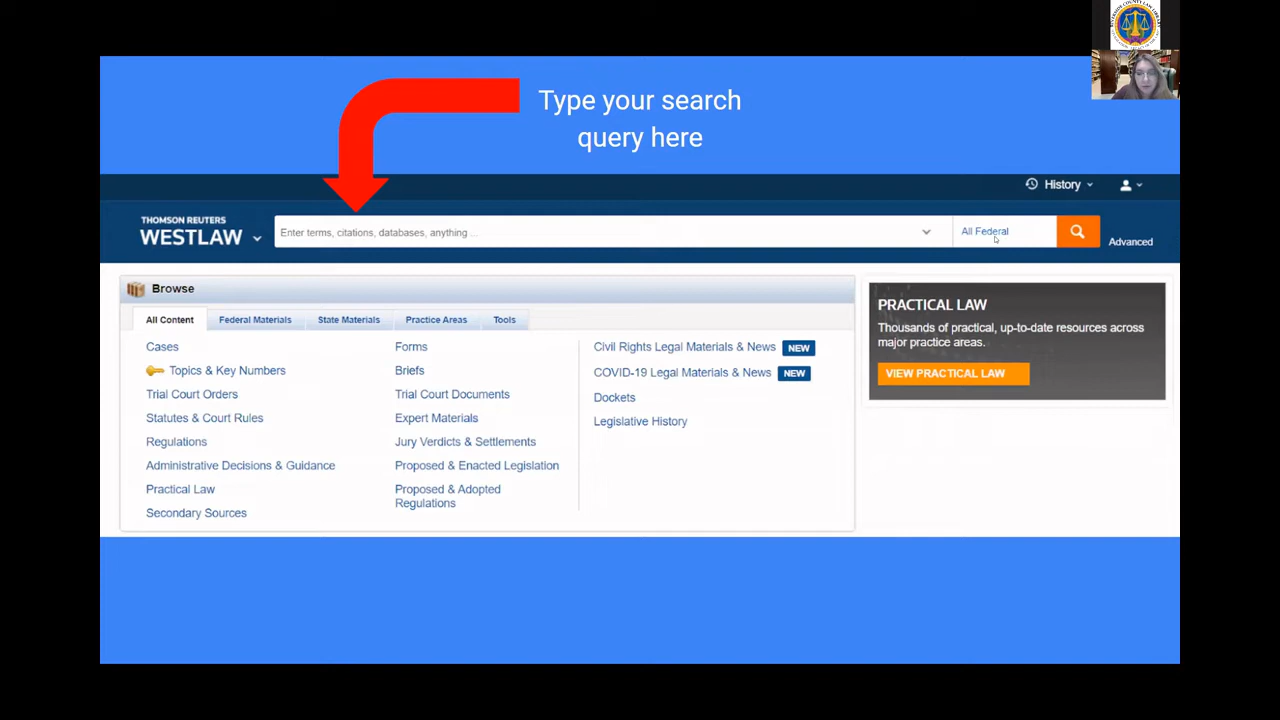 COUNTY LAW
Type your search
query here
History
THOMSON REUTERS
WESTLAW
Enter terms, citations, databases, anything ...
All Federal
Advanced
Browse
All Content
Federal Materials
State Materials
Practice Areas
Tools
Cases
Topics & Key Numbers
Trial Court Orders
Statutes & Court Rules
Regulations
Administrative Decisions & Guidance
Practical Law
Secondary Sources
Forms
Briefs
Trial Court Documents
Expert Materials
Jury Verdicts & Settlements
Proposed & Enacted Legislation
Proposed & Adopted
Regulations
Civil Rights Legal Materials & News NEW
COVID-19 Legal Materials & News NEW
Dockets
Legislative History
PRACTICAL LAW
Thousands of practical, up-to-date resources across
major practice areas.
VIEW PRACTICAL LAW